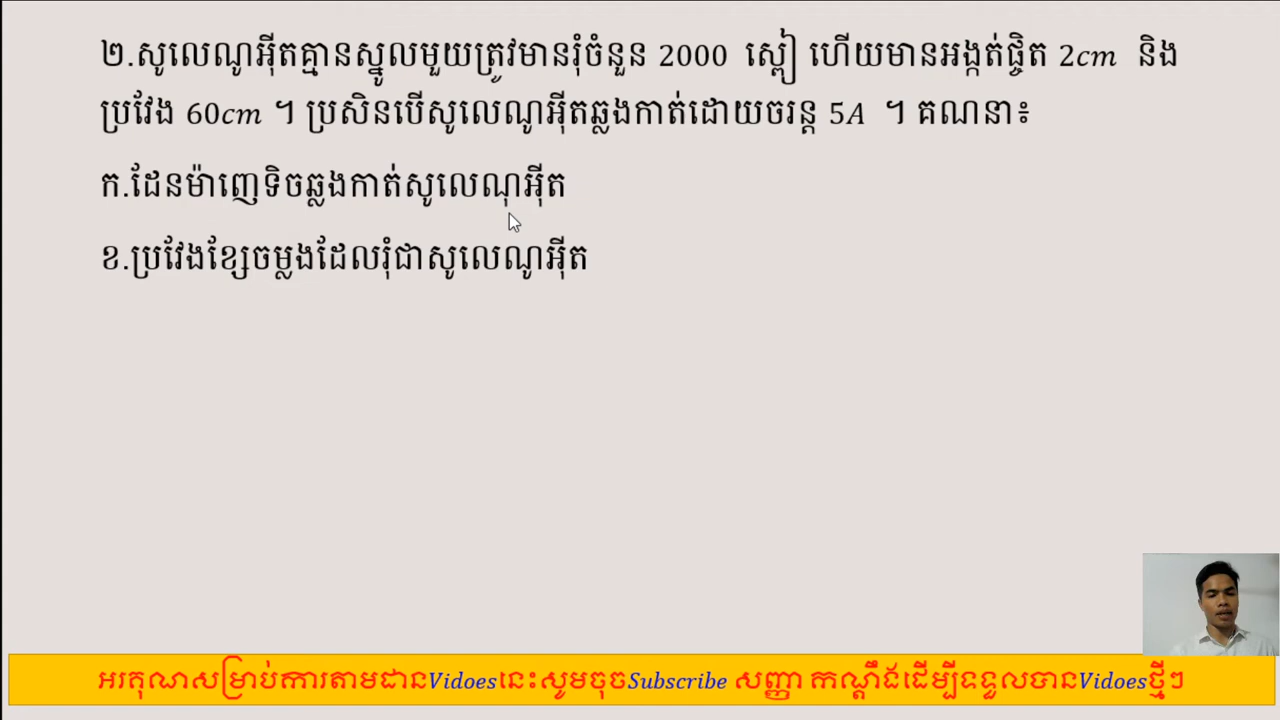 ២.សូលេណូអ៊ីតគ្មានស្នូលមួយត្រូវមានរុំចំនួន 2000 ស្ពៀ ហើយមានអង្កត់ផ្ចិត 2cm និង
ប្រវែង 60cm ។ ប្រសិនបើសូលេណូអ៊ីតឆ្លងកាត់ដោយចរន្ត 5A ។ គណនា៖
ក.ដែនម៉ាញេទិចឆ្លងកាត់សូលេណុអ៊ីត
ខ.ប្រវែងខ្សែចម្លងដែលរុំជាសូលេណូអ៊ីត
អរគុណសម្រាប់ការតាមដានVidoesនេះសូមចុចSubscribe សញ្ញា កណ្ដឹងដើម្បីទទួលបានVidoesថ្មីៗ